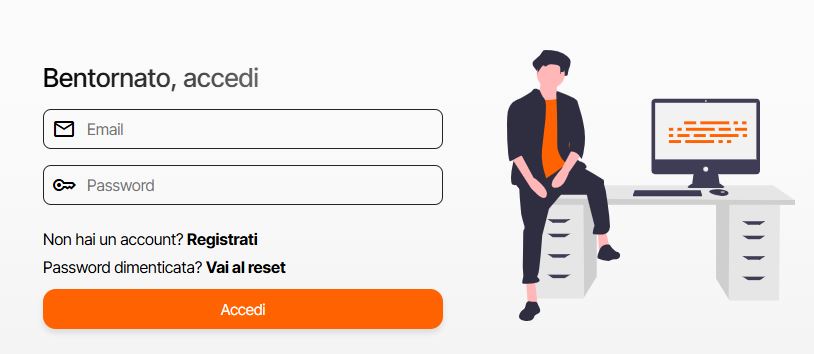 Bentornato, accedi
Email
Password
Non hai un account? Registrati
Password dimenticata? Vai al reset
Accedi